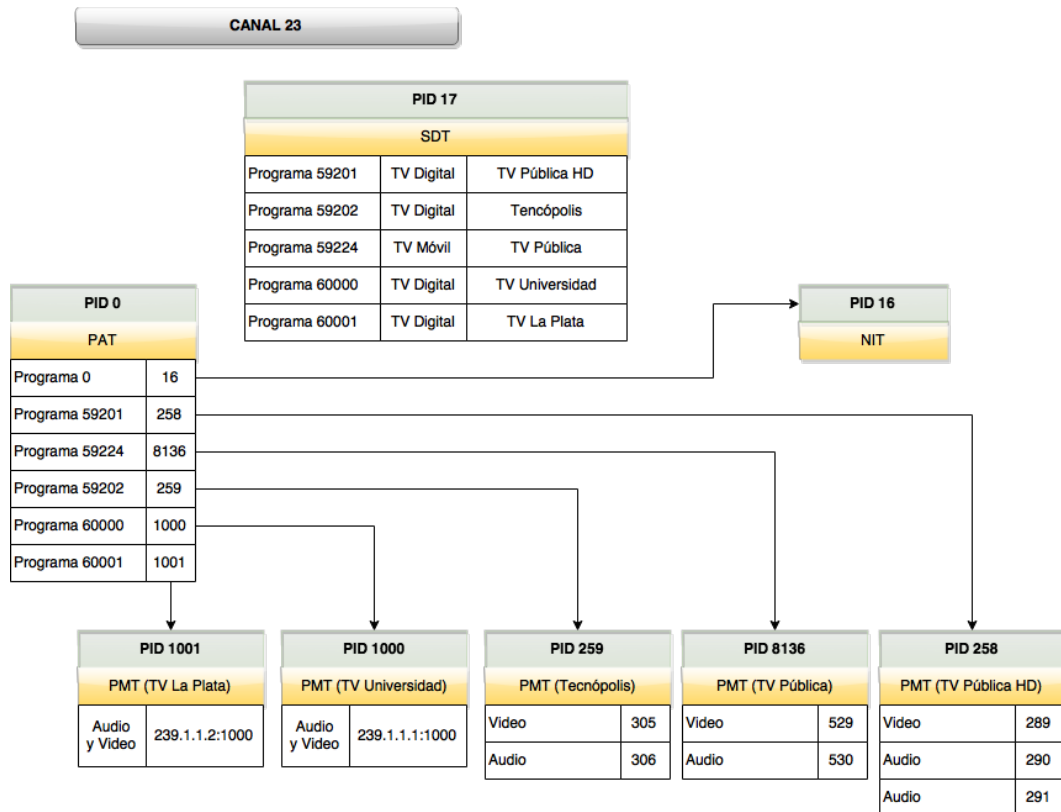 CANAL 23
PID 17
SDT
Programa 59201 TV Digital TV Pública HD
Programa 59202 TV Digital Tencópolis
Programa 59224 TV Móvil TV Pública
Programa 60000 TV Digital TV Universidad
Programa 60001 TV Digital TV La Plata
PID 0
PAT
Programa 0 16
Programa 59201 258
Programa 59224 8136
Programa 59202 259
Programa 60000 1000
Programa 60001 1001
PID 16
NIT
PID 1001
PMT (TV La Plata)
Audio
y Video
239.1.1.2:1000
PID 1000
PMT (TV Universidad)
Audio
y Video
239.1.1.1:1000
PID 259
PMT (Tecnópolis)
Video 305
Audio 306
PID 8136
PMT (TV Pública)
Video 529
Audio 530
PID 258
PMT (TV Pública HD)
Video 289
Audio 290
Audio 291